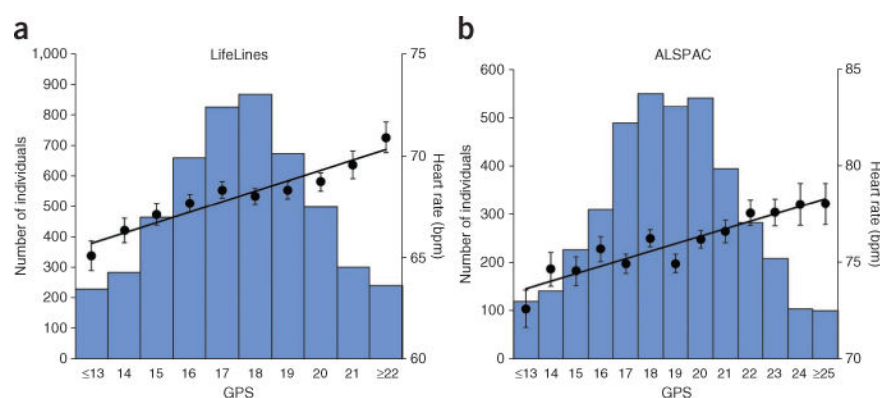 a
LifeLines
Number of individuals
1,000
900
800
700
600
500
400
300
200
100
0
75
70
65
60
Heart rate (bpm)
≤13 14 15 16 17 18 19 20 21 ≥22
GPS
b
ALSPAC
Number of individuals
600
500
400
300
200
100
0
85
80
75
70
Heart rate (bpm)
≤13 14 15 16 17 18 19 20 21 22 23 24 ≥25
GPS